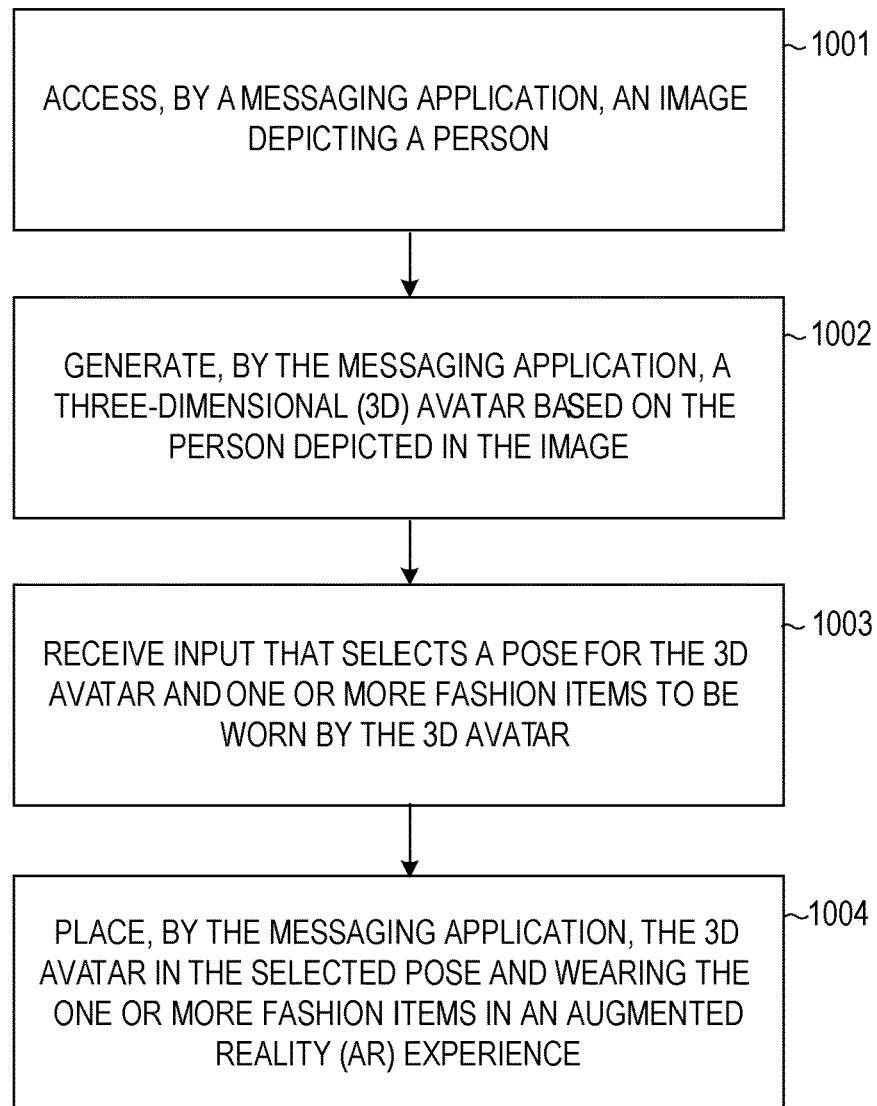 1001
ACCESS, BY A MESSAGING APPLICATION, AN IMAGE
DEPICTING A PERSON
1002
GENERATE, BY THE MESSAGING APPLICATION, A
THREE-DIMENSIONAL (3D) AVATAR BASED ON THE
PERSON DEPICTED IN THE IMAGE
1003
RECEIVE INPUT THAT SELECTS A POSE FOR THE 3D
AVATAR AND ONE OR MORE FASHION ITEMS TO BE
WORN BY THE 3D AVATAR
1004
PLACE, BY THE MESSAGING APPLICATION, THE 3D
AVATAR IN THE SELECTED POSE AND WEARING THE
ONE OR MORE FASHION ITEMS IN AN AUGMENTED
REALITY (AR) EXPERIENCE